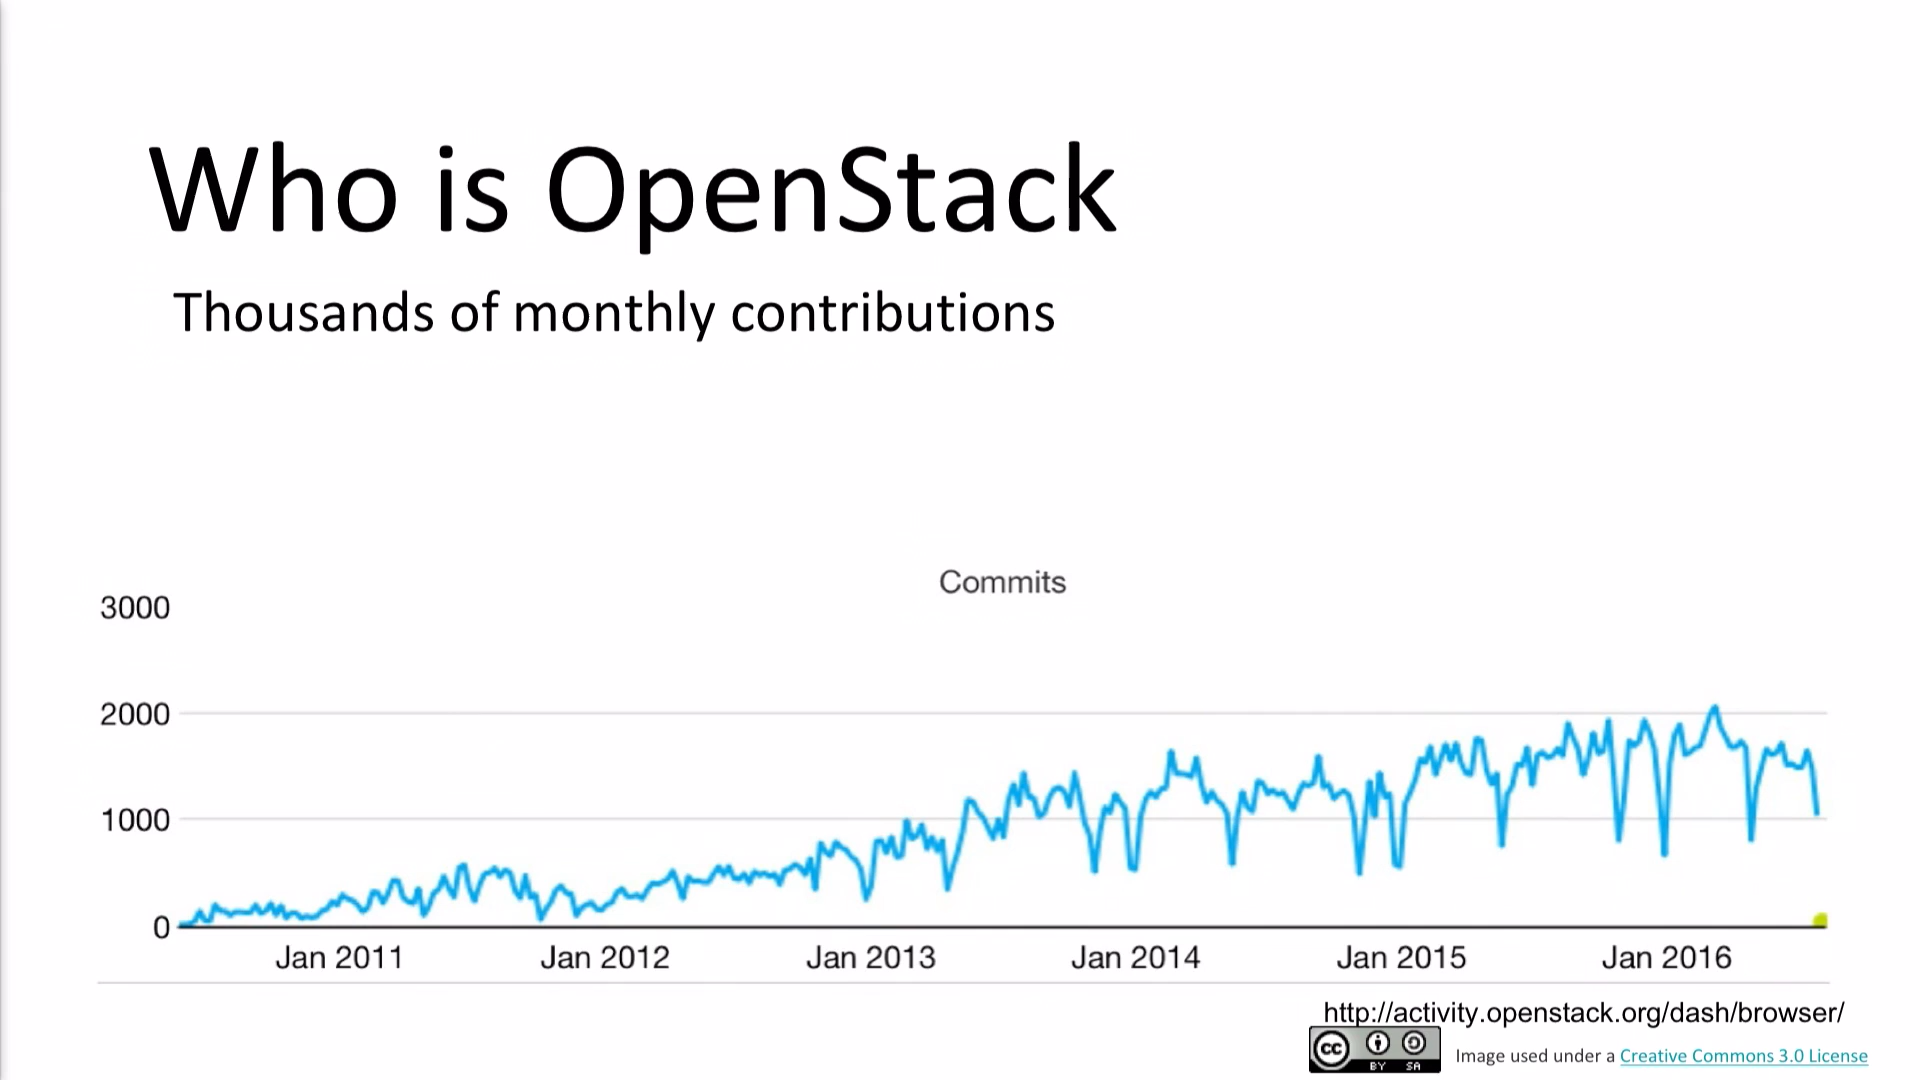 Who is OpenStack
Thousands of monthly contributions
Commits
3000
2000
1000
0
Jan 2011 Jan 2012 Jan 2013 Jan 2014 Jan 2015 Jan 2016
http://activity.openstack.org/dash/browser/
cc BY SA
Image used under a Creative Commons 3.0 License